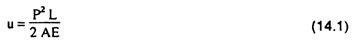 u = P² L / 2 AE (14.1)